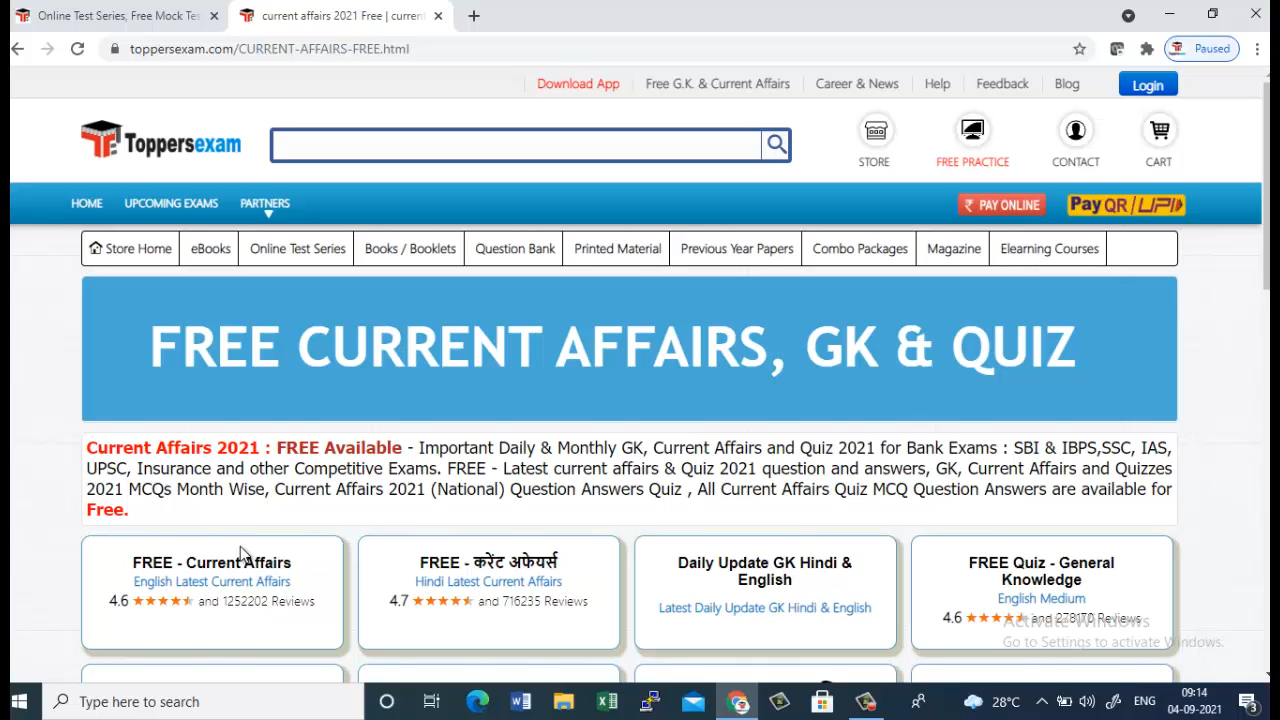 Online Test Series, Free Mock Tes
current affairs 2021 Free | current
toppersexam.com/CURRENT-AFFAIRS-FREE.html
Paused
Download App
Free G.K. & Current Affairs
Career & News
Help
Feedback
Blog
Login
Toppersexam
STORE
FREE PRACTICE
CONTACT
CART
HOME
UPCOMING EXAMS
PARTNERS
₹ PAY ONLINE
Pay QR/UPI
Store Home
eBooks
Online Test Series
Books / Booklets
Question Bank
Printed Material
Previous Year Papers
Combo Packages
Magazine
Elearning Courses
FREE CURRENT AFFAIRS, GK & QUIZ
Current Affairs 2021 : FREE Available - Important Daily & Monthly GK, Current Affairs and Quiz 2021 for Bank Exams : SBI & IBPS,SSC, IAS,
UPSC, Insurance and other Competitive Exams. FREE - Latest current affairs & Quiz 2021 question and answers, GK, Current Affairs and Quizzes
2021 MCQs Month Wise, Current Affairs 2021 (National) Question Answers Quiz , All Current Affairs Quiz MCQ Question Answers are available for
Free.
FREE - Current Affairs
English Latest Current Affairs
4.6 ★★★★★ and 1252202 Reviews
FREE - करेंट अफेयर्स
Hindi Latest Current Affairs
4.7 ★★★★★ and 716235 Reviews
Daily Update GK Hindi &
English
Latest Daily Update GK Hindi & English
FREE Quiz - General
Knowledge
English Medium
4.6 ★★★★★ and 278170 Reviews
Activate Windows
Go to Settings to activate Windows.
Type here to search
28°C
ENG
09:14
04-09-2021
3